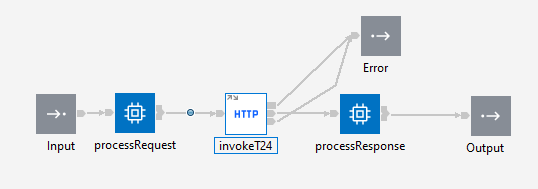 Error
HTTP
Input
processRequest
invokeT24
processResponse
Output